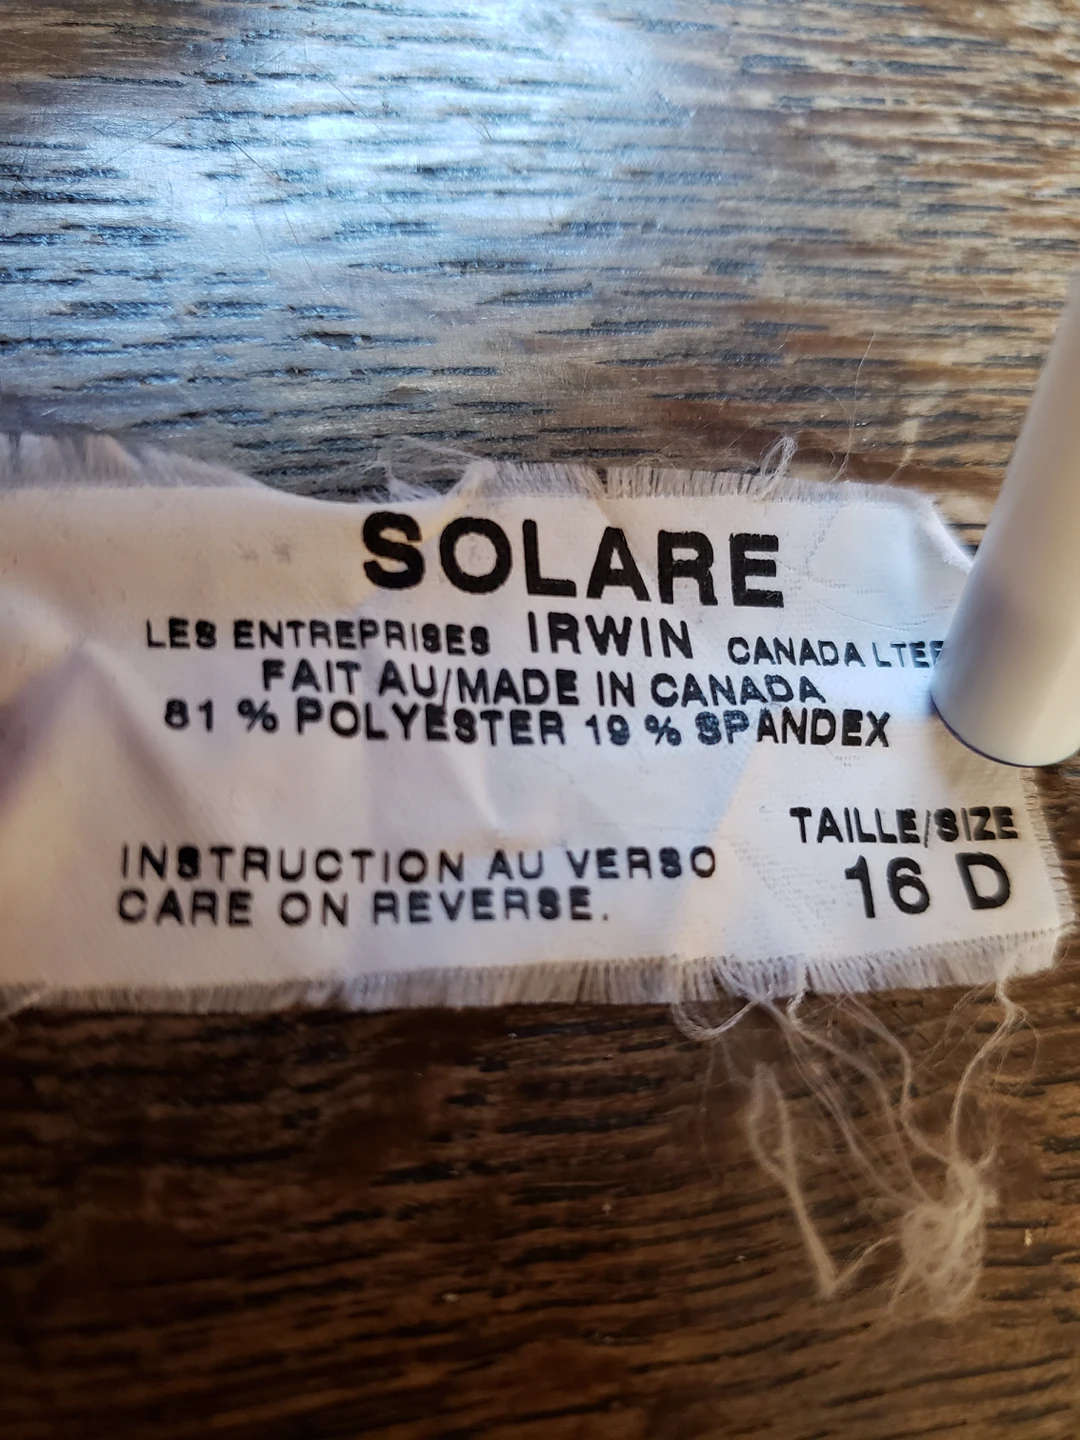 SOLARE
LES ENTREPRISES IRWIN CANADA LTEE
FAIT AU/MADE IN CANADA
81 % POLYESTER 19 % SPANDEX
TAILLE/SIZE
16 D
INSTRUCTION AU VERSO
CARE ON REVERSE.